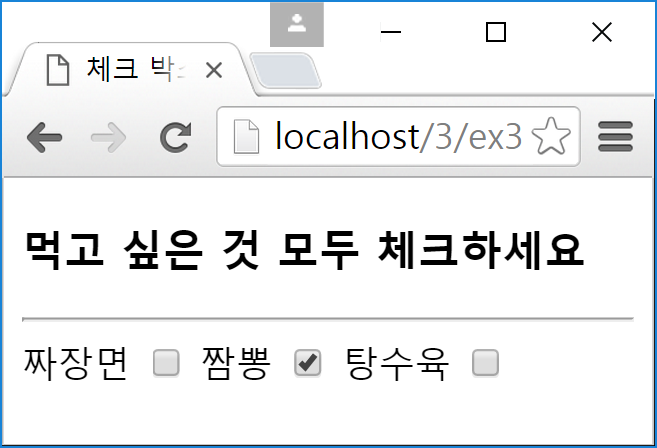 체크 박
localhost/3/ex3
먹고 싶은 것 모두 체크하세요
짜장면 짬뽕 탕수육